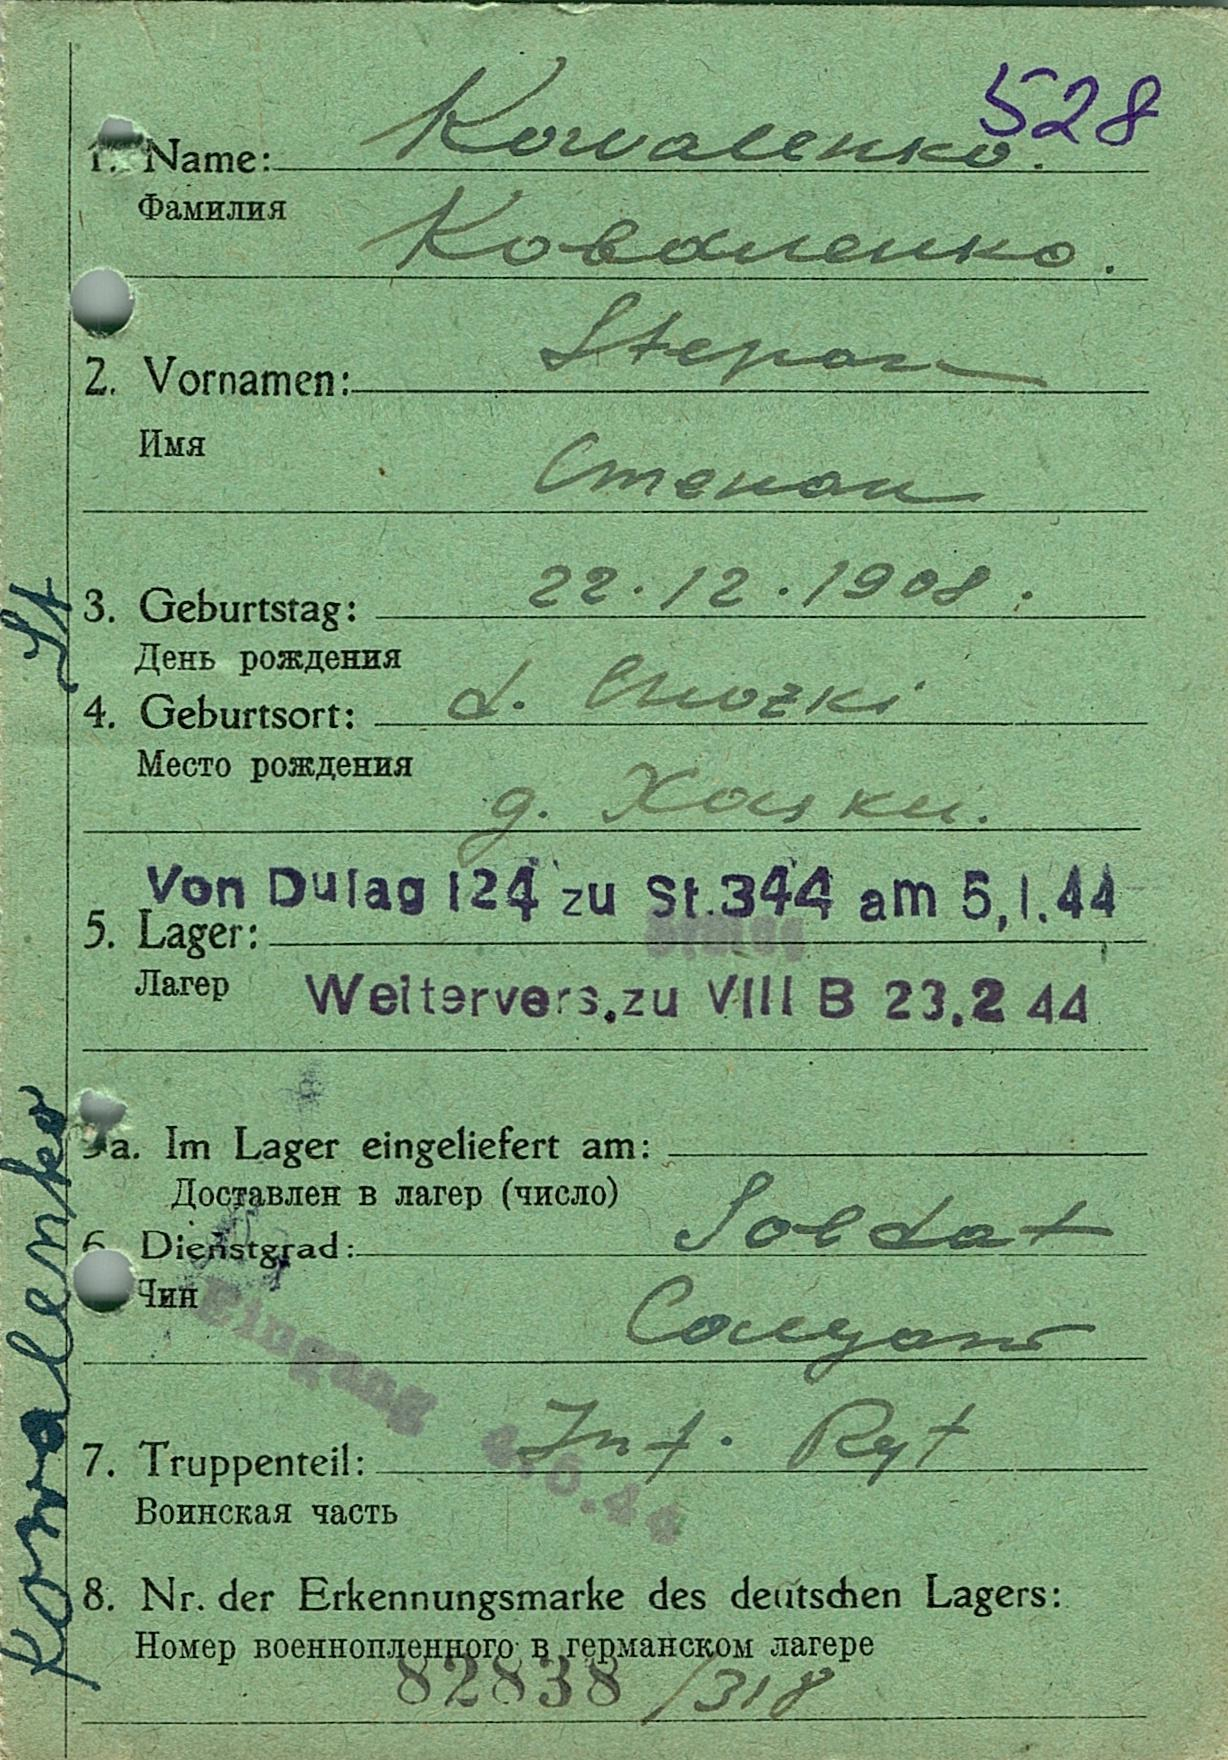 528
1. Name: Kowalenko.
Фамилия
Коваленко.
2. Vornamen: Stepan
Имя
Степан
3. Geburtstag: 22.12.1908.
День рождения
4. Geburtsort: d.
Место рождения
д. Хацки.
Von Dulag 124 zu St.344 am 5,1.44
5. Lager:
Лагер
Weitervers.zu VIII B 23.2 44
5a. Im Lager eingeliefert am:
Доставлен в лагер (число)
6. Dienstgrad: Soldat
Чин
Солдат
Eingang
7. Truppenteil: Inf. Rgt
Воинская часть
8. Nr. der Erkennungsmarke des deutschen Lagers:
Номер военнопленного в германском лагере
82838 /318
Kowalenko St